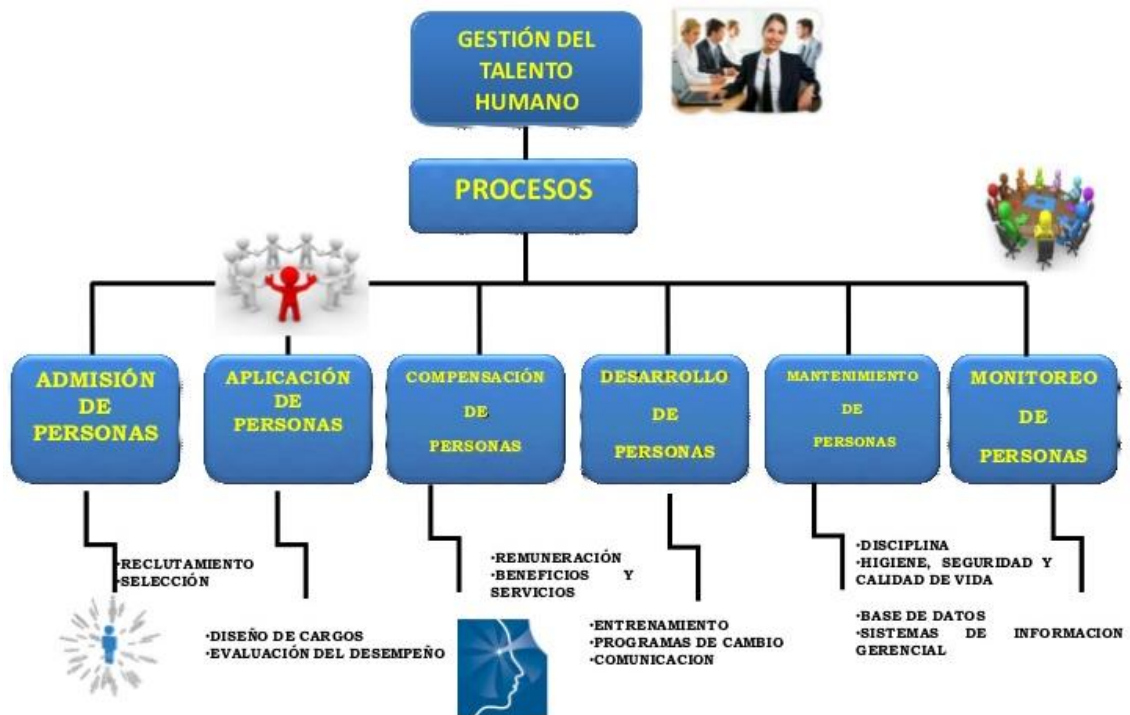 GESTIÓN DEL
TALENTO
HUMANO
PROCESOS
ADMISIÓN
DE
PERSONAS
APLICACIÓN
DE
PERSONAS
COMPENSACIÓN
DE
PERSONAS
DESARROLLO
DE
PERSONAS
MANTENIMIENTO
DE
PERSONAS
MONITOREO
DE
PERSONAS
•RECLUTAMIENTO
•SELECCIÓN
•DISEÑO DE CARGOS
•EVALUACIÓN DEL DESEMPEÑO
•REMUNERACIÓN
•BENEFICIOS Y
SERVICIOS
•ENTRENAMIENTO
•PROGRAMAS DE CAMBIO
•COMUNICACION
•DISCIPLINA
•HIGIENE, SEGURIDAD Y
CALIDAD DE VIDA
•BASE DE DATOS
•SISTEMAS DE INFORMACION
GERENCIAL